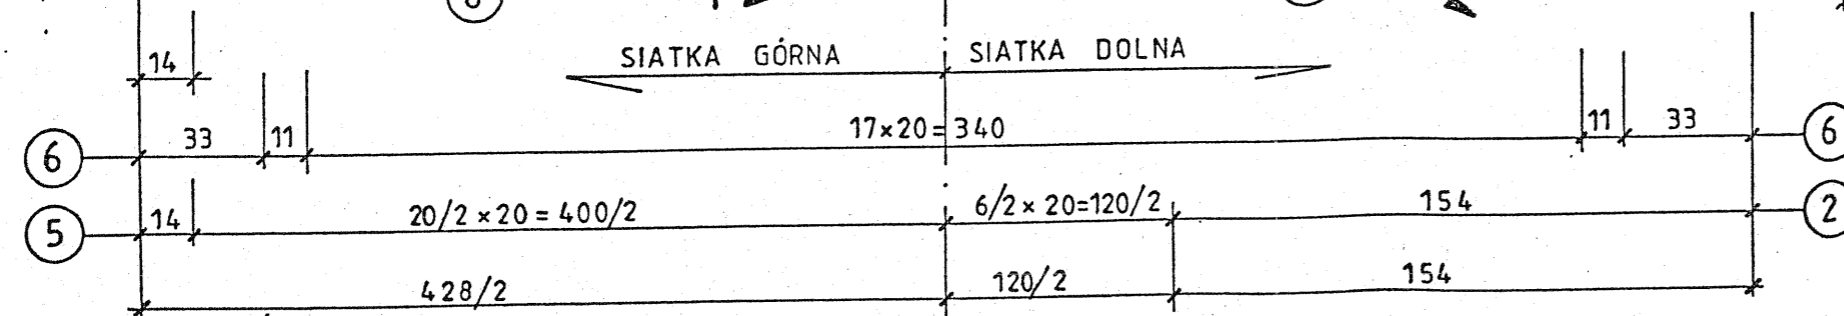 14 SIATKA GÓRNA SIATKA DOLNA
6 33 11 17×20=340 11 33 6
5 14 20/2×20=400/2 6/2×20=120/2 154 2
428/2 120/2 154